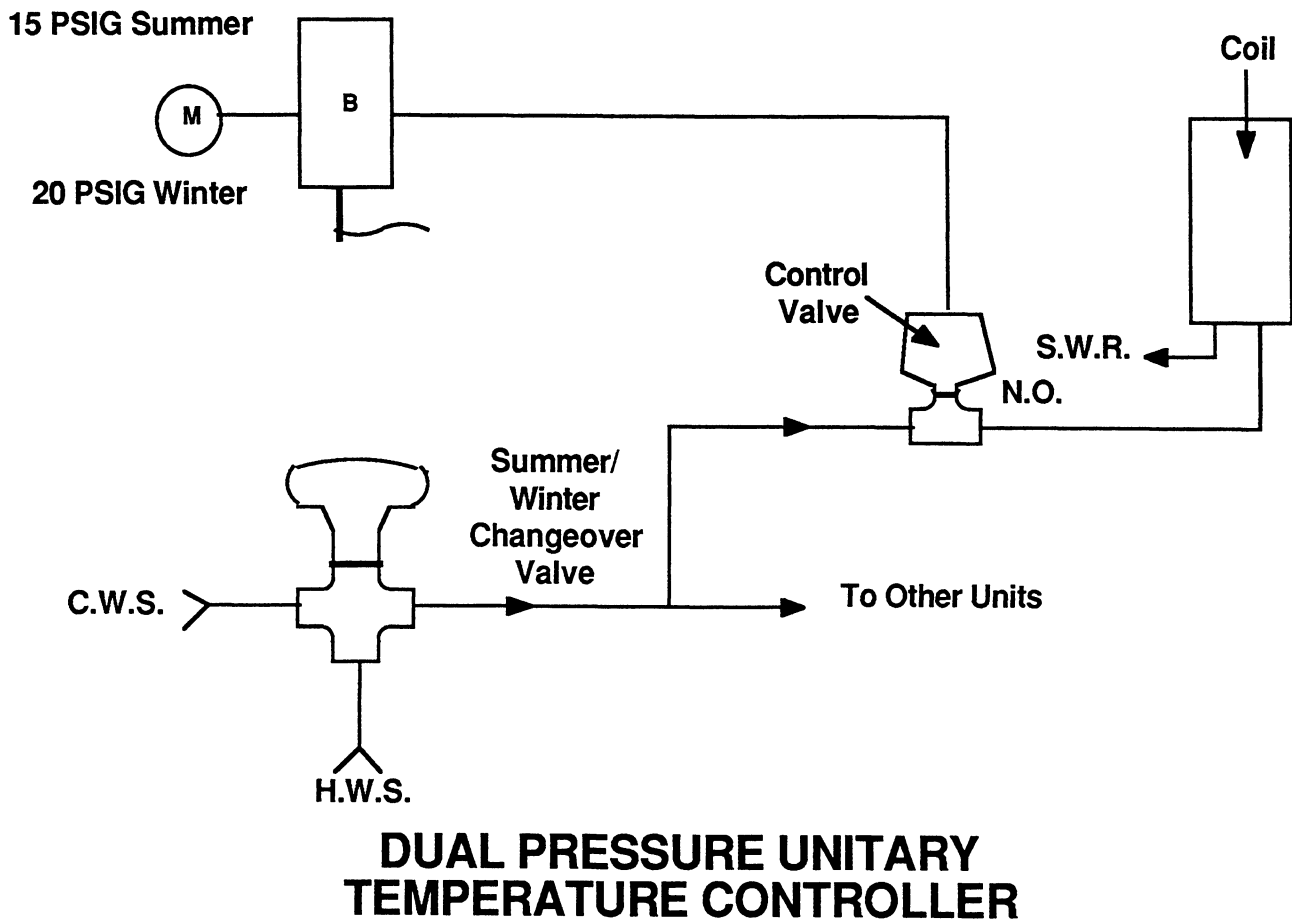 15 PSIG Summer
M
B
20 PSIG Winter
Coil
Control
Valve
S.W.R.
N.O.
Summer/
Winter
Changeover
Valve
C.W.S.
To Other Units
H.W.S.
DUAL PRESSURE UNITARY
TEMPERATURE CONTROLLER